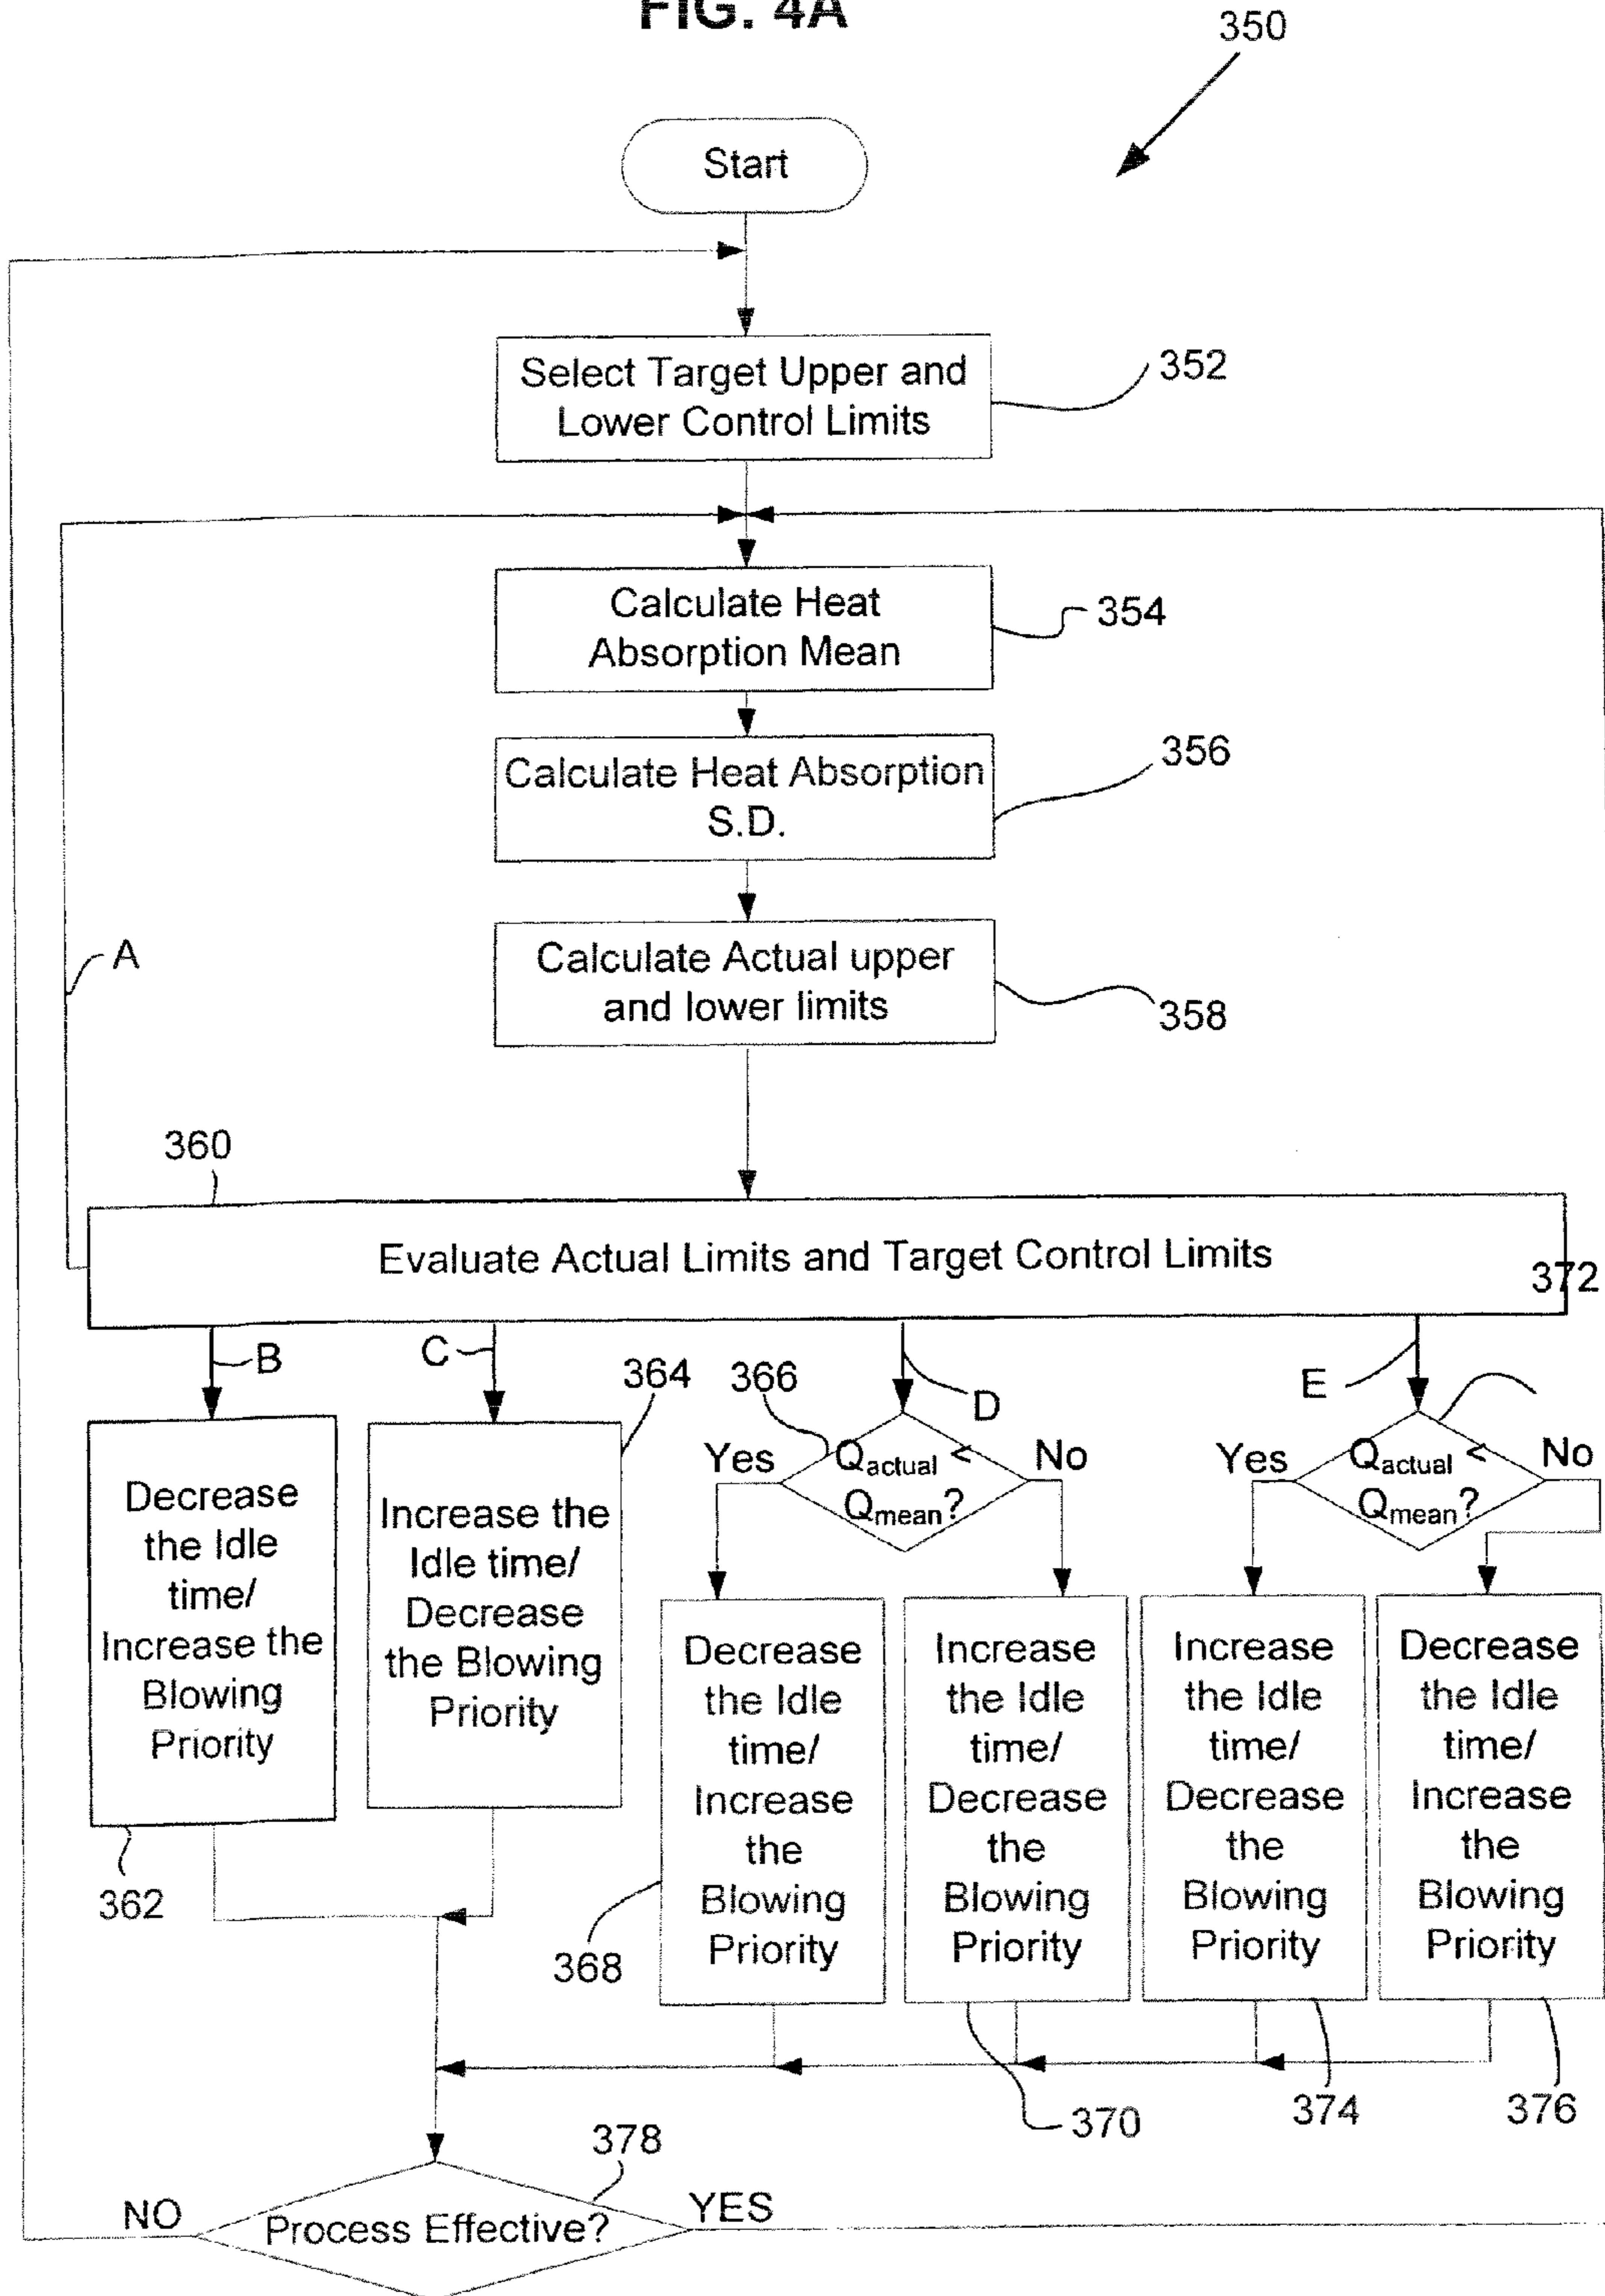 FIG. 4A
350
Start
Select Target Upper and
Lower Control Limits
352
Calculate Heat
Absorption Mean
354
Calculate Heat Absorption
S.D.
356
Calculate Actual upper
and lower limits
358
A
360
Evaluate Actual Limits and Target Control Limits
372
B
C
364
366
D
E
Decrease
the Idle
time/
Increase the
Blowing
Priority
362
Increase the
Idle time/
Decrease
the Blowing
Priority
Yes
Qactual <
Qmean?
No
Yes
Qactual <
Qmean?
No
Decrease
the Idle
time/
Increase
the
Blowing
Priority
368
Increase
the Idle
time/
Decrease
the
Blowing
Priority
370
Increase
the Idle
time/
Decrease
the
Blowing
Priority
374
Decrease
the Idle
time/
Increase
the
Blowing
Priority
376
378
NO
Process Effective?
YES